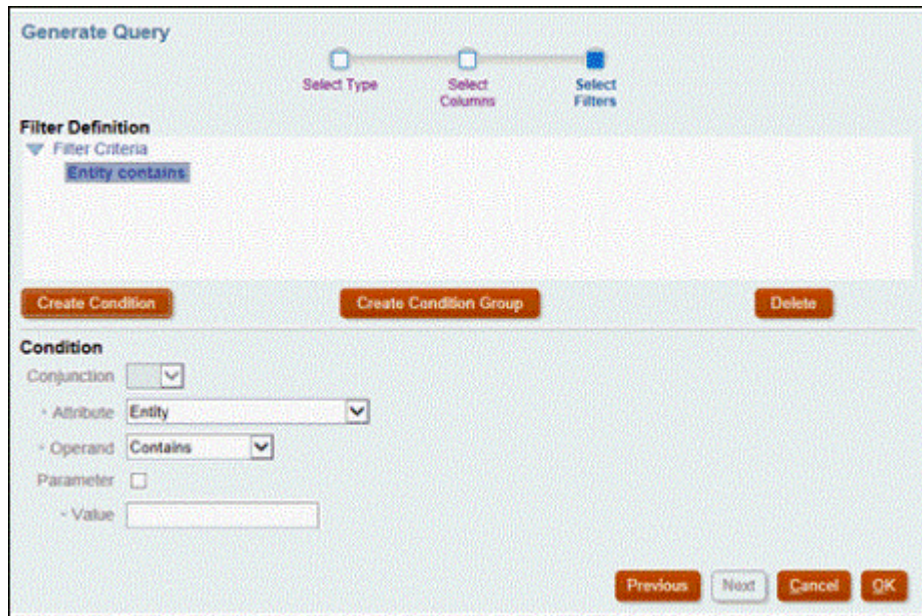 Generate Query
Select Type
Select
Columns
Select
Filters
Filter Definition
Filter Criteria
Entity contains
Create Condition
Create Condition Group
Delete
Condition
Conjunction
* Attribute Entity
* Operand Contains
Parameter
* Value
Previous Next Cancel OK